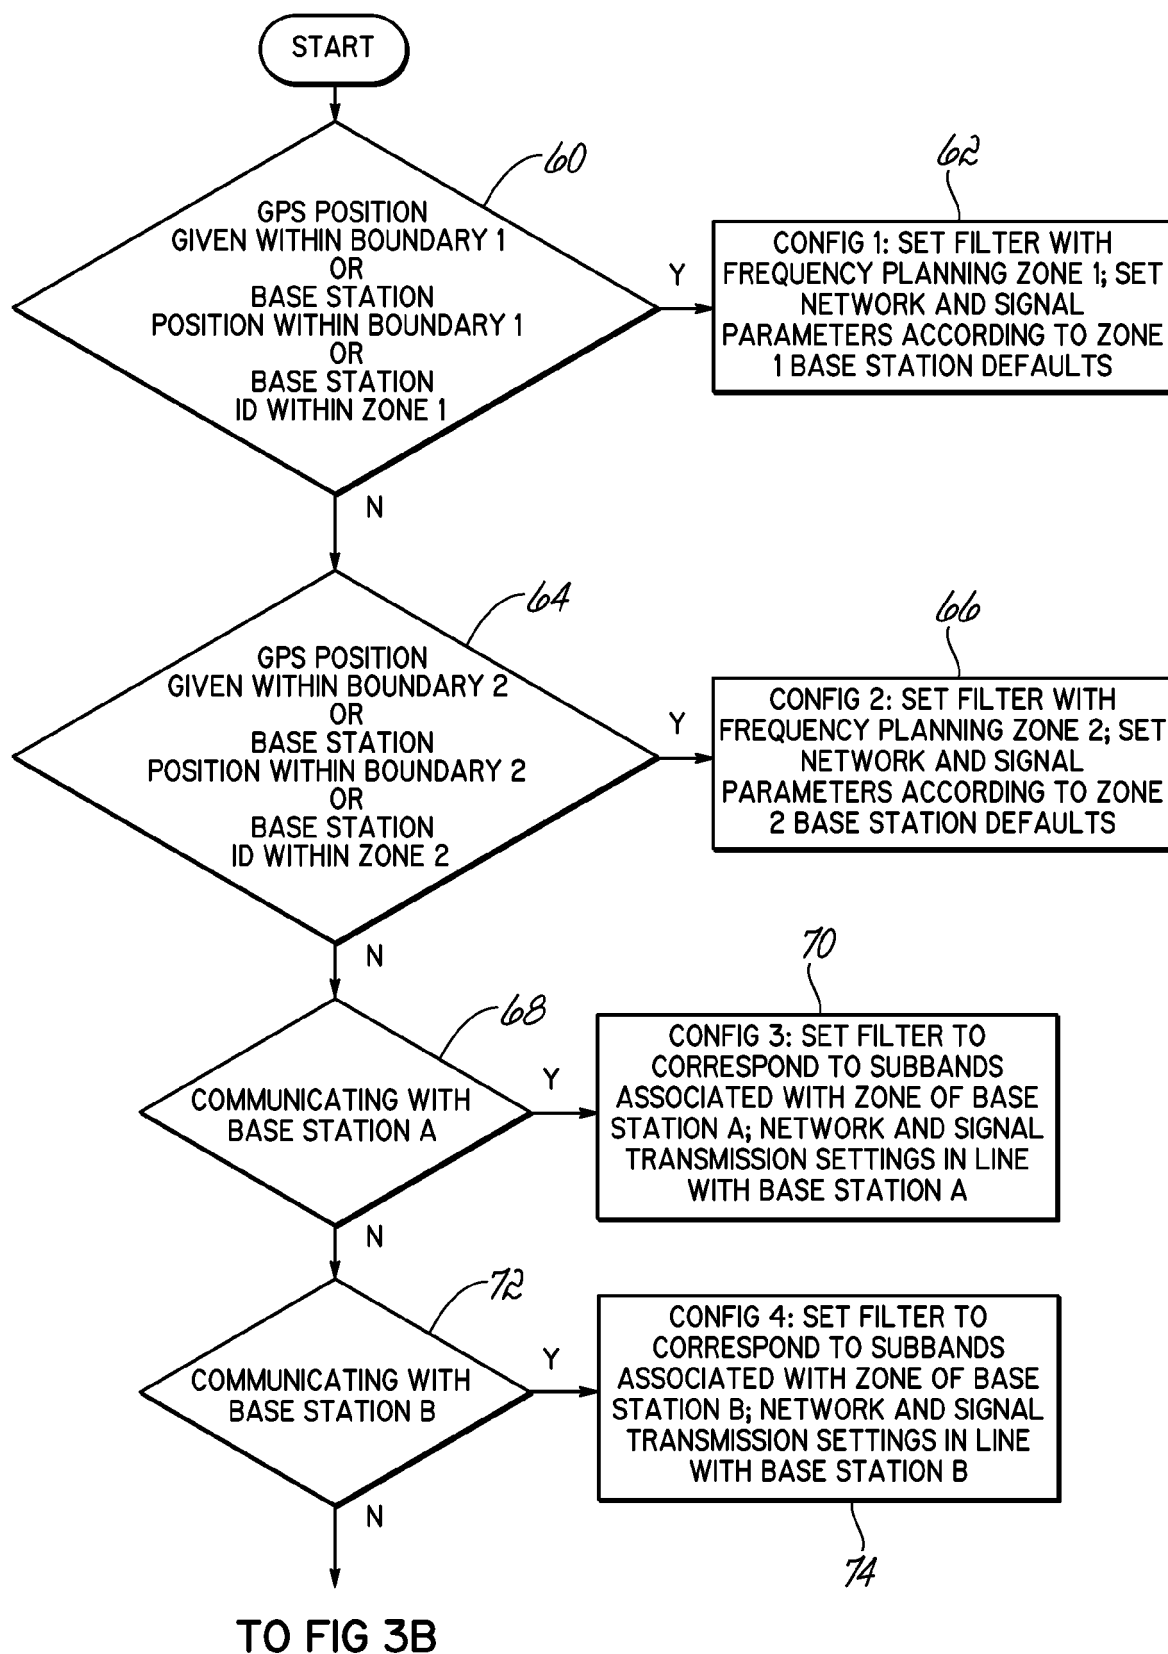 START
60
GPS POSITION
GIVEN WITHIN BOUNDARY 1
OR
BASE STATION
POSITION WITHIN BOUNDARY 1
OR
BASE STATION
ID WITHIN ZONE 1
Y
62
CONFIG 1: SET FILTER WITH
FREQUENCY PLANNING ZONE 1; SET
NETWORK AND SIGNAL
PARAMETERS ACCORDING TO ZONE
1 BASE STATION DEFAULTS
N
64
GPS POSITION
GIVEN WITHIN BOUNDARY 2
OR
BASE STATION
POSITION WITHIN BOUNDARY 2
OR
BASE STATION
ID WITHIN ZONE 2
Y
66
CONFIG 2: SET FILTER WITH
FREQUENCY PLANNING ZONE 2; SET
NETWORK AND SIGNAL
PARAMETERS ACCORDING TO ZONE
2 BASE STATION DEFAULTS
N
68
COMMUNICATING WITH
BASE STATION A
Y
70
CONFIG 3: SET FILTER TO
CORRESPOND TO SUBBANDS
ASSOCIATED WITH ZONE OF BASE
STATION A; NETWORK AND SIGNAL
TRANSMISSION SETTINGS IN LINE
WITH BASE STATION A
N
72
COMMUNICATING WITH
BASE STATION B
Y
CONFIG 4: SET FILTER TO
CORRESPOND TO SUBBANDS
ASSOCIATED WITH ZONE OF BASE
STATION B; NETWORK AND SIGNAL
TRANSMISSION SETTINGS IN LINE
WITH BASE STATION B
74
N
TO FIG 3B